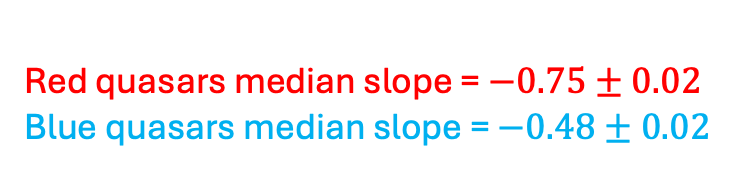 Red quasars median slope = −0.75 ± 0.02
Blue quasars median slope = −0.48 ± 0.02